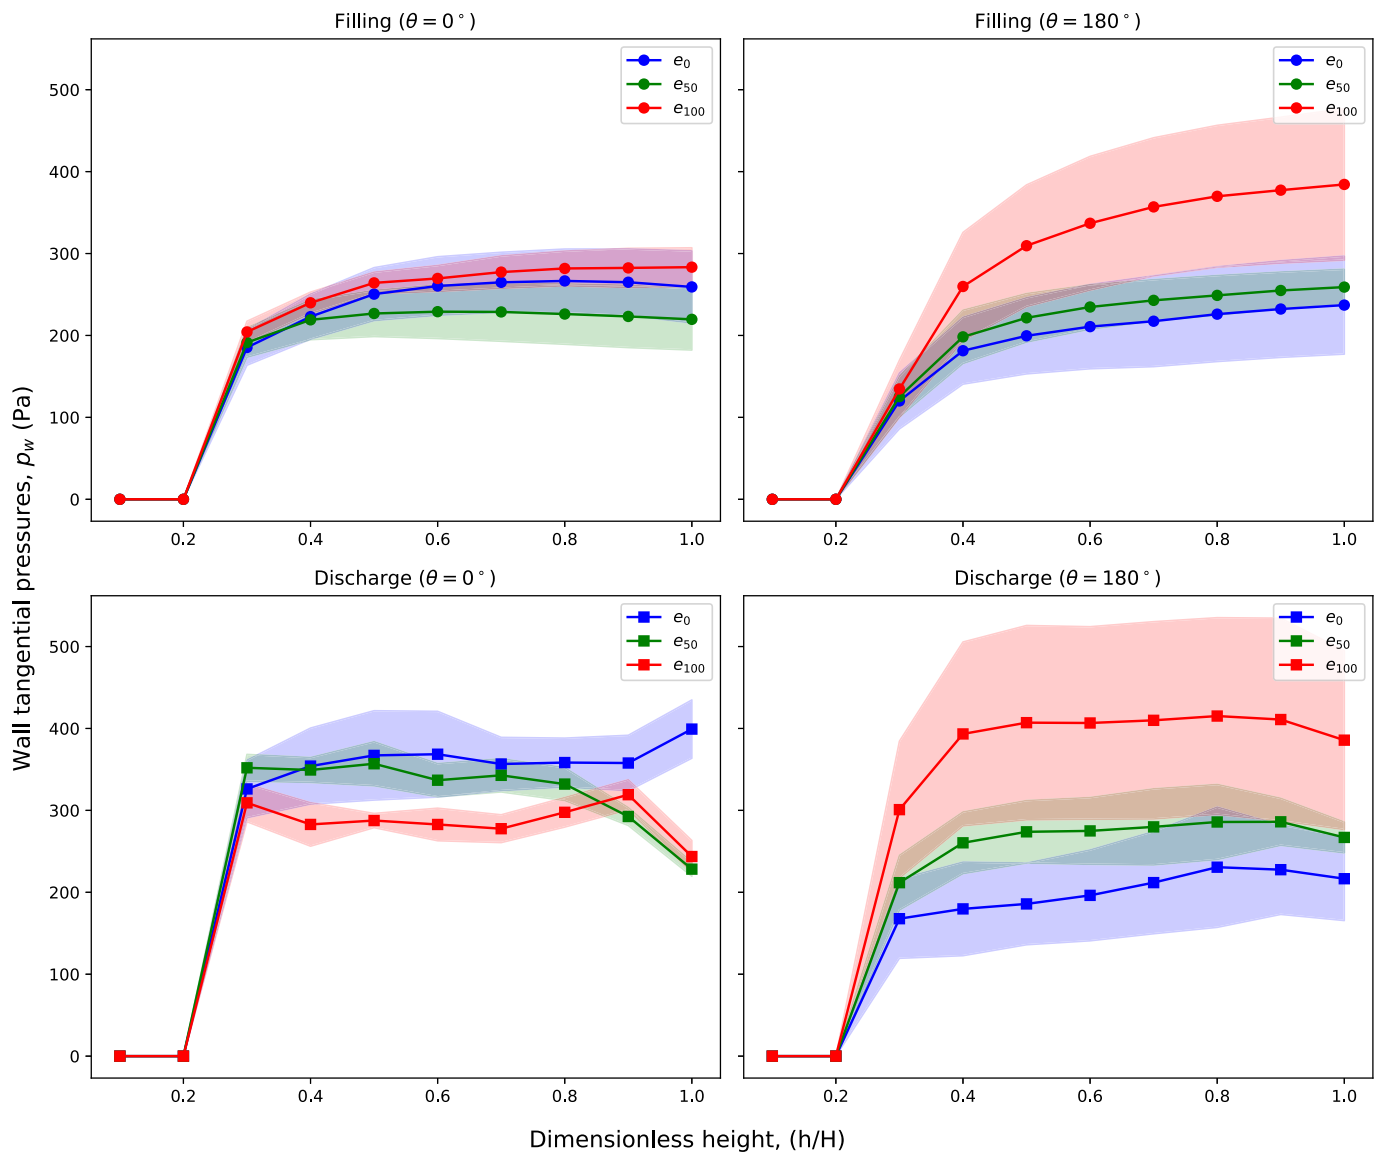 Filling (θ = 0°)
Filling (θ = 180°)
e₀
e₅₀
e₁₀₀
e₀
e₅₀
e₁₀₀
500
400
300
200
100
0
0.2 0.4 0.6 0.8 1.0
0.2 0.4 0.6 0.8 1.0
Wall tangential pressures, p_w (Pa)
Discharge (θ = 0°)
Discharge (θ = 180°)
e₀
e₅₀
e₁₀₀
e₀
e₅₀
e₁₀₀
500
400
300
200
100
0
0.2 0.4 0.6 0.8 1.0
0.2 0.4 0.6 0.8 1.0
Dimensionless height, (h/H)